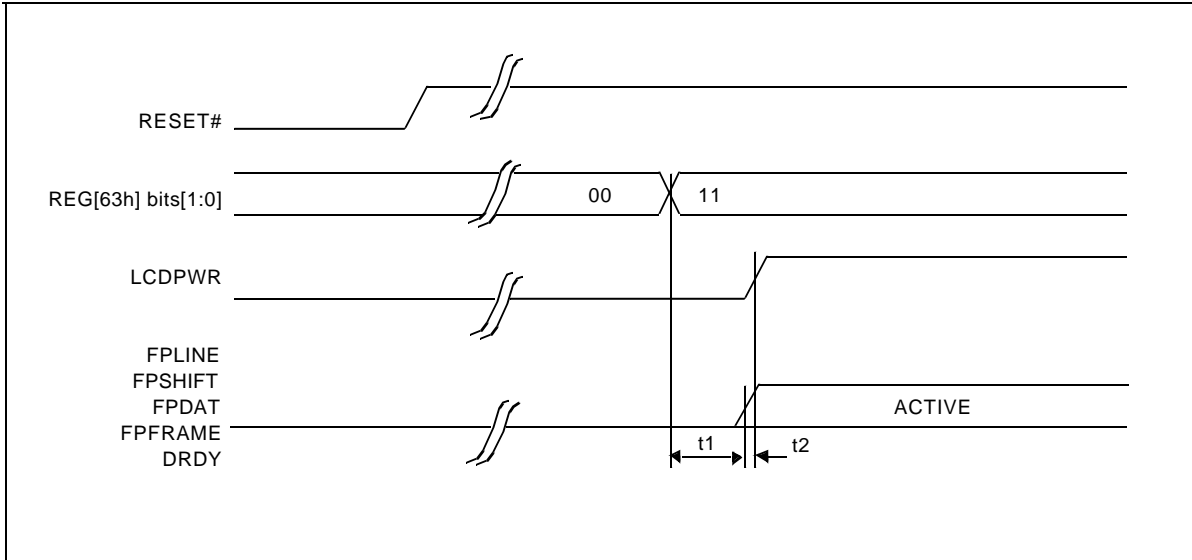 RESET#
REG[63h] bits[1:0]
00
11
LCDPWR
FPLINE
FPSHIFT
FPDAT
FPFRAME
DRDY
ACTIVE
t1
t2